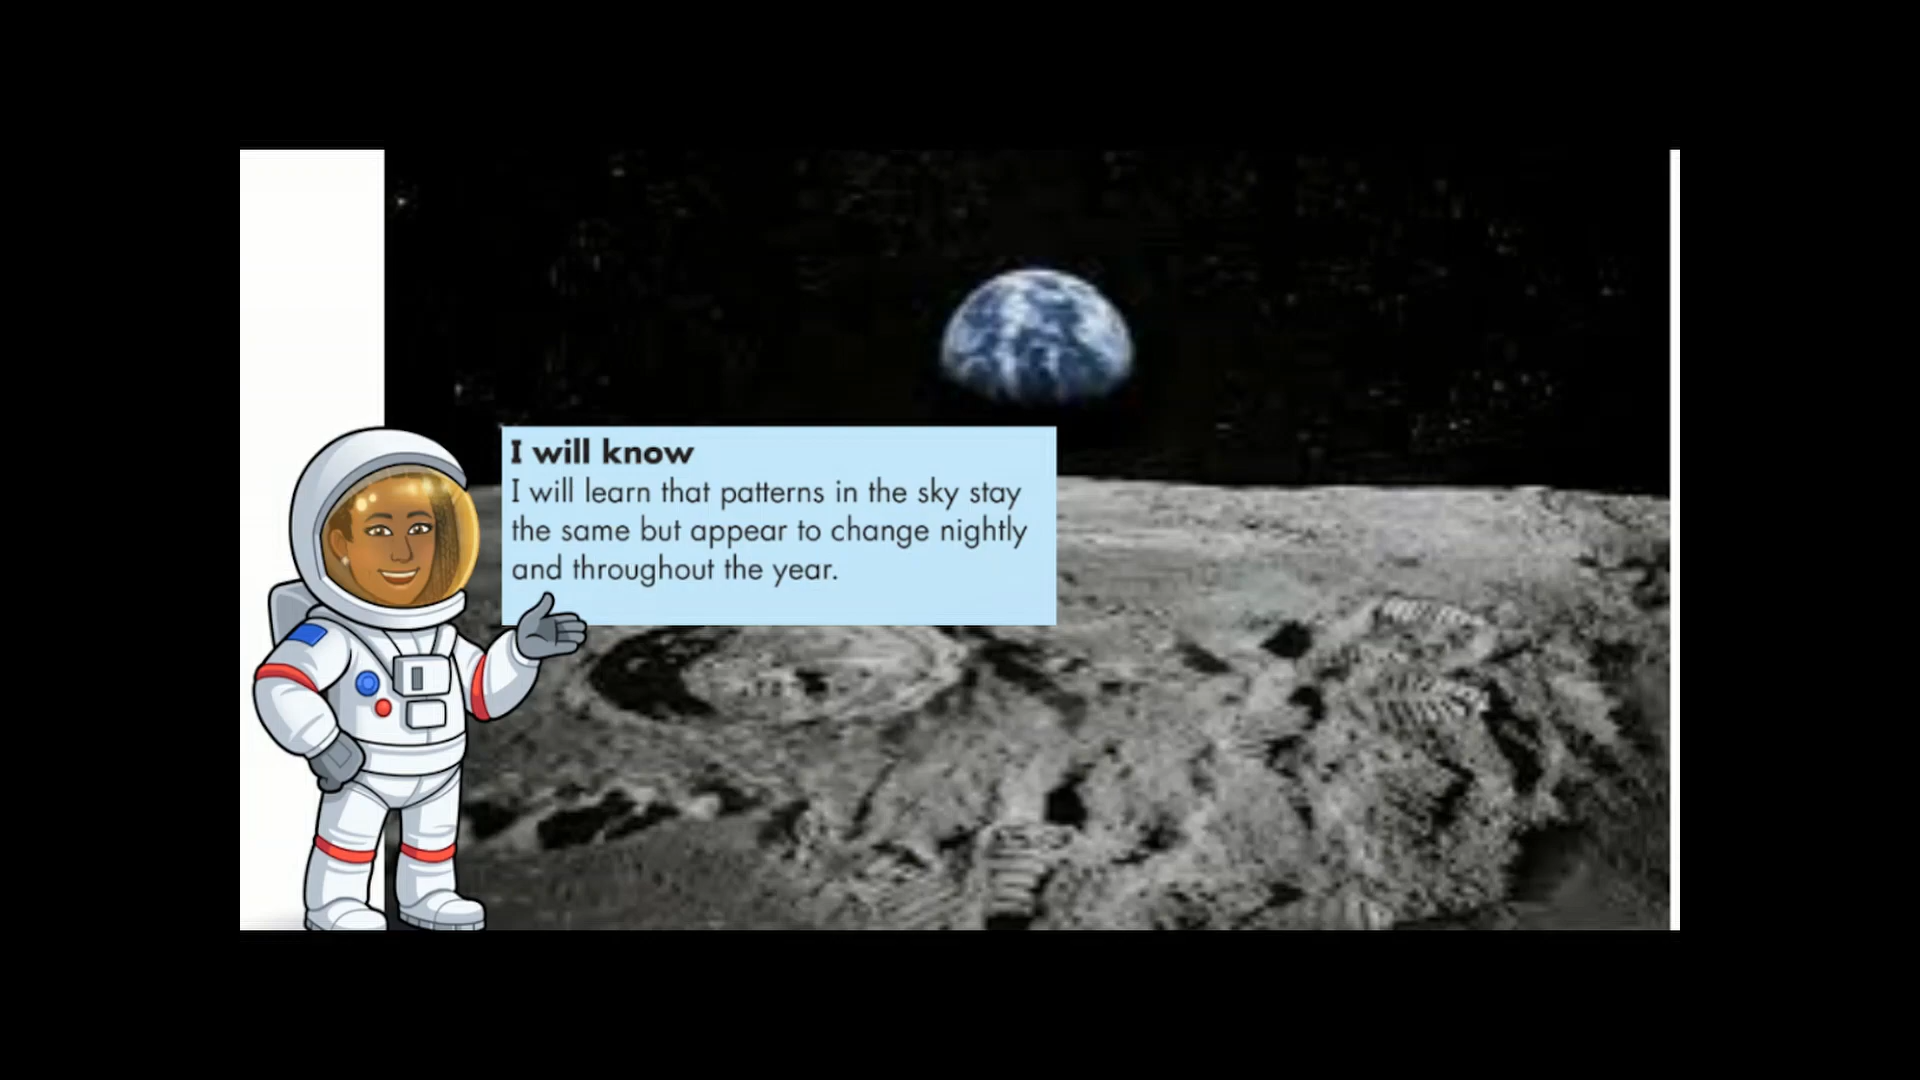 I will know
I will learn that patterns in the sky stay
the same but appear to change nightly
and throughout the year.